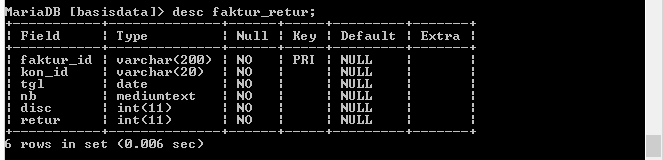 MariaDB [basisdata]> desc faktur_retur;
+-----------+--------------+------+-----+---------+-------+
| Field     | Type         | Null | Key | Default | Extra |
+-----------+--------------+------+-----+---------+-------+
| faktur_id | varchar(200) | NO   | PRI | NULL    |       |
| kon_id    | varchar(20)  | NO   |     | NULL    |       |
| tgl       | date         | NO   |     | NULL    |       |
| nb        | mediumtext   | NO   |     | NULL    |       |
| disc      | int(11)      | NO   |     | NULL    |       |
| retur     | int(11)      | NO   |     | NULL    |       |
+-----------+--------------+------+-----+---------+-------+
6 rows in set (0.006 sec)